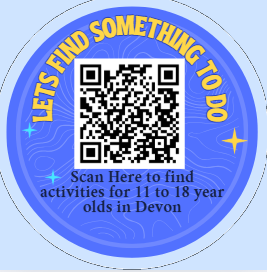 LETS FIND SOMETHING TO DO
Scan Here to find
activities for 11 to 18 year
olds in Devon